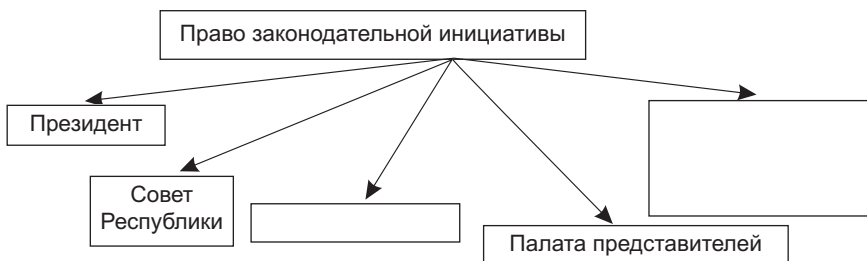 Право законодательной инициативы
Президент
Совет
Республики
Палата представителей